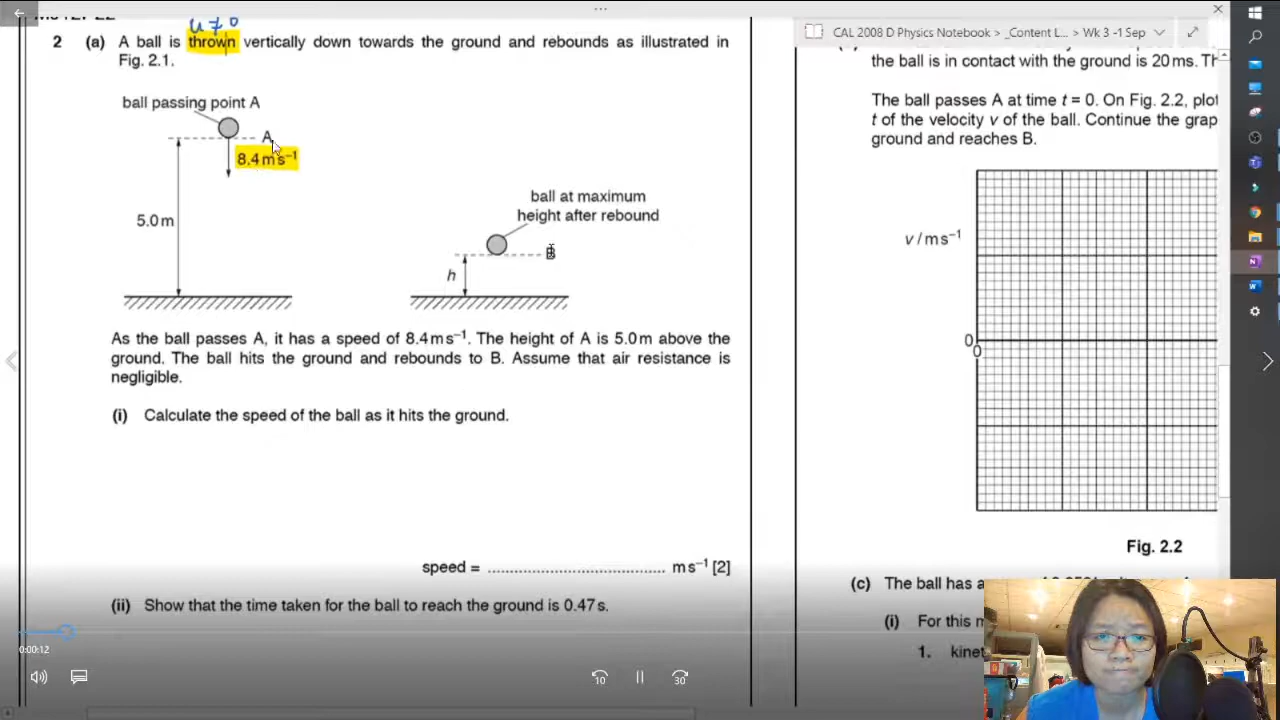 u ≠ 0
2 (a) A ball is thrown vertically down towards the ground and rebounds as illustrated in
Fig. 2.1.
ball passing point A
A
8.4 m s⁻¹
5.0 m
ball at maximum
height after rebound
B
h
As the ball passes A, it has a speed of 8.4 m s⁻¹. The height of A is 5.0 m above the
ground. The ball hits the ground and rebounds to B. Assume that air resistance is
negligible.
(i) Calculate the speed of the ball as it hits the ground.
speed = ........................................ m s⁻¹ [2]
(ii) Show that the time taken for the ball to reach the ground is 0.47 s.
0:00:12
10
30
CAL 2008 D Physics Notebook > _Content L... > Wk 3 -1 Sep
the ball is in contact with the ground is 20 ms. Th
The ball passes A at time t = 0. On Fig. 2.2, plot
t of the velocity v of the ball. Continue the grap
ground and reaches B.
v / m s⁻¹
0
0
Fig. 2.2
(c) The ball has a
(i) For this m
1. kinet